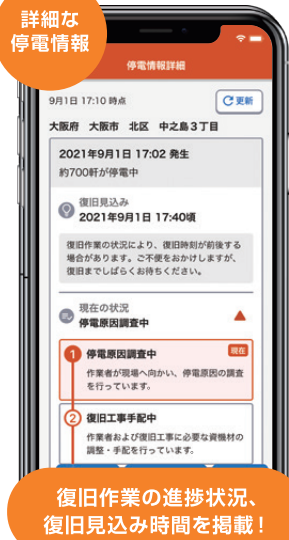 詳細な
停電情報
停電情報詳細
9月1日 17:10 時点
更新
大阪府 大阪市 北区 中之島3丁目
2021年9月1日 17:02 発生
約700軒が停電中
復旧見込み
2021年9月1日 17:40頃
復旧作業の状況により、復旧時刻が前後する
場合があります。ご不便をおかけしますが、
復旧までしばらくお待ちください。
現在の状況
停電原因調査中
1 停電原因調査中 現在
作業者が現場へ向かい、停電原因の調査
を行っています。
2 復旧工事手配中
作業者および復旧工事に必要な資機材の
調整・手配を行っています。
復旧作業の進捗状況、
復旧見込み時間を掲載!